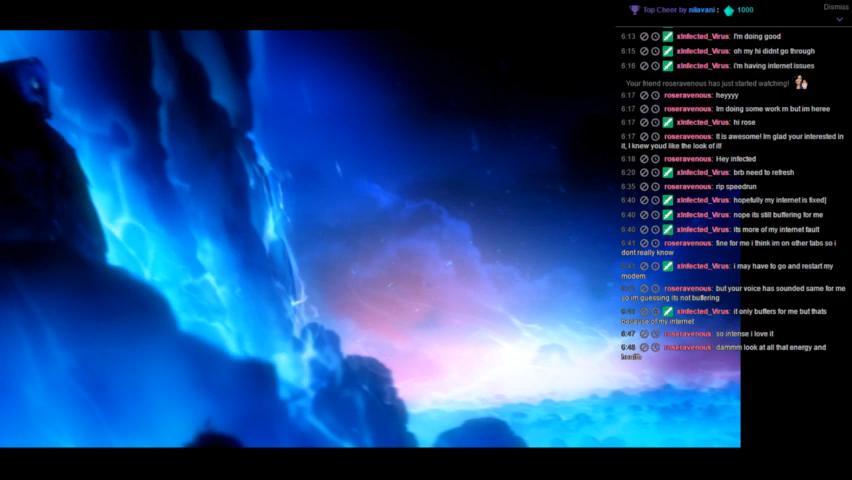 Top Cheer by nilavani : 1000
Dismiss
6:13 xInfected_Virus: I'm doing good
6:15 xInfected_Virus: oh my hi didnt go through
6:16 xInfected_Virus: i'm having internet issues
Your friend roseravenous has just started watching!
6:17 roseravenous: heyyyy
6:17 roseravenous: Im doing some work rn but im heree
6:17 xInfected_Virus: hi rose
6:17 roseravenous: It is awesome! Im glad your interested in
it, I knew youd like the look of it!
6:18 roseravenous: Hey infected
6:20 xInfected_Virus: brb need to refresh
6:35 roseravenous: rip speedrun
6:40 xInfected_Virus: hopefully my internet is fixed]
6:40 xInfected_Virus: nope its still buffering for me
6:40 xInfected_Virus: its more of my internet fault
6:41 roseravenous: fine for me i think im on other tabs so i
dont really know
xInfected_Virus: i may have to go and restart my
modem
roseravenous: but your voice has sounded same for me
so im guessing its not buffering
xInfected_Virus: it only buffers for me but thats
because of my internet
6:47 roseravenous: so intense i love it
6:48 roseravenous: dammm look at all that energy and
health